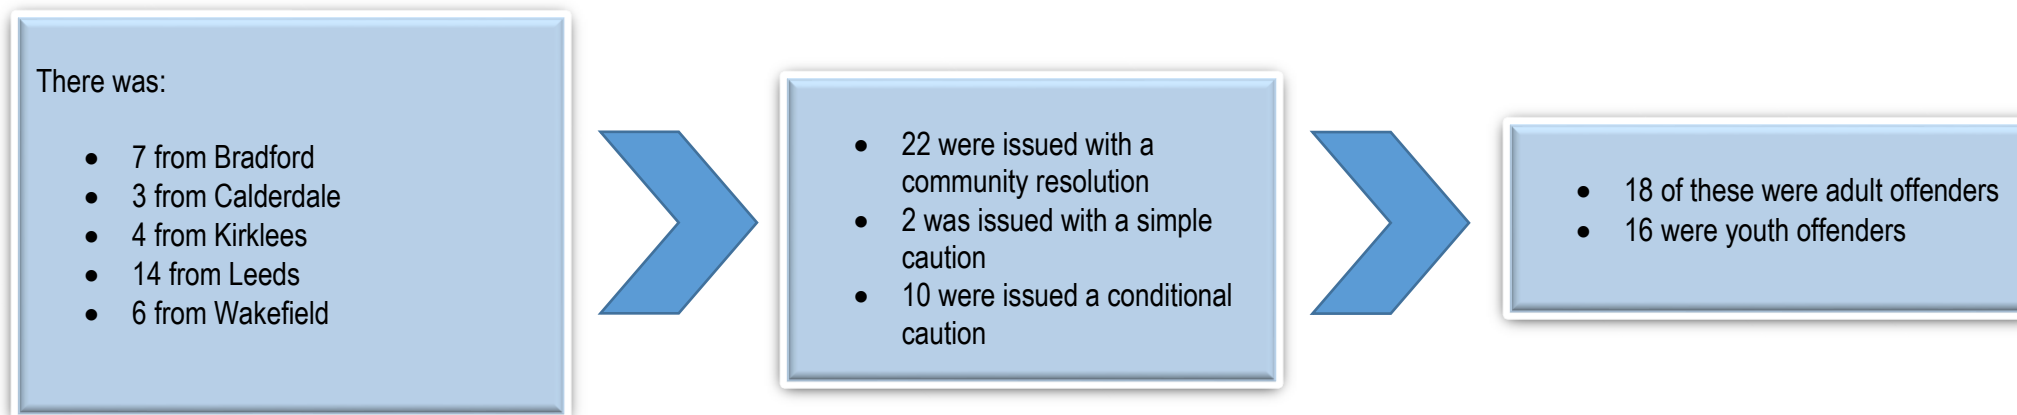 There was:
• 7 from Bradford
• 3 from Calderdale
• 4 from Kirklees
• 14 from Leeds
• 6 from Wakefield
• 22 were issued with a
community resolution
• 2 was issued with a simple
caution
• 10 were issued a conditional
caution
• 18 of these were adult offenders
• 16 were youth offenders